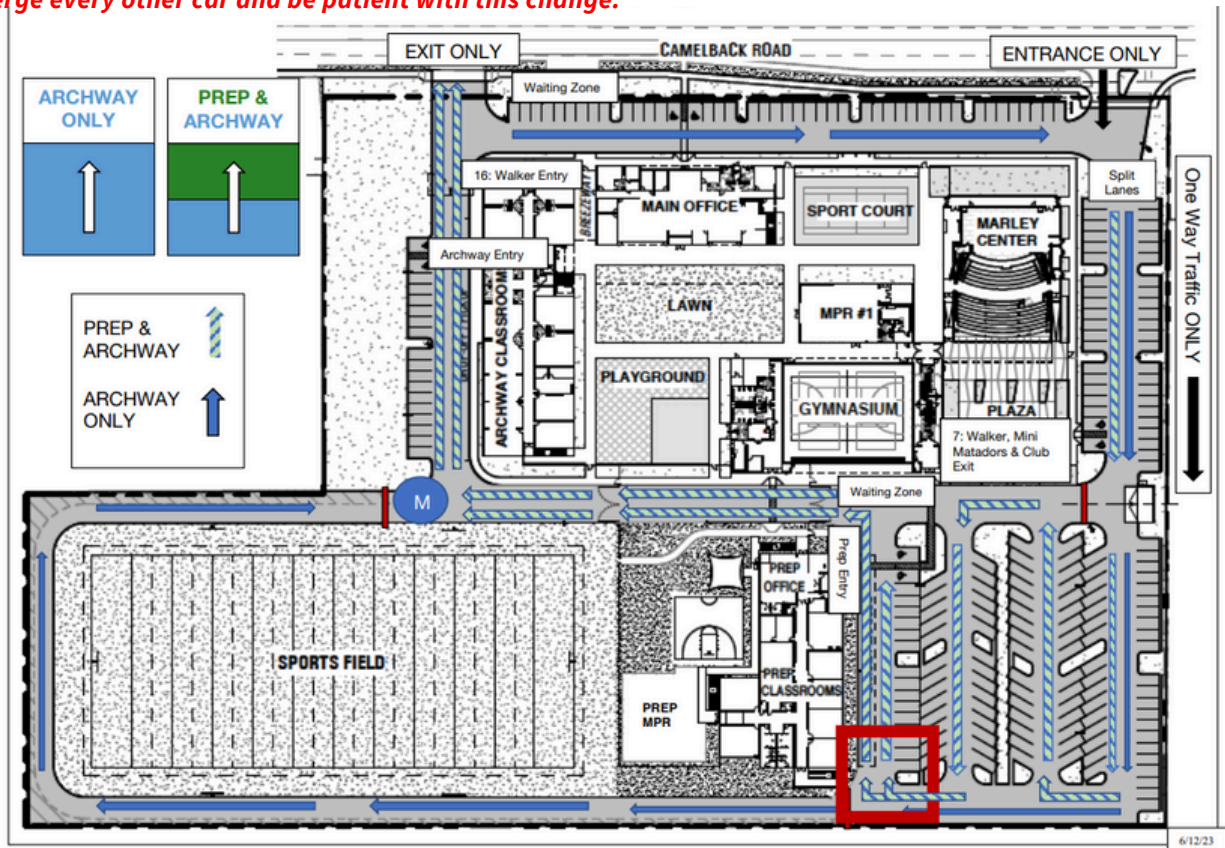 erge every other car and be patient with this change.
EXIT ONLY
CAMELBACK ROAD
ENTRANCE ONLY
ARCHWAY
ONLY
PREP &
ARCHWAY
Waiting Zone
16: Walker Entry
BREEZEWAY
MAIN OFFICE
SPORT COURT
MARLEY
CENTER
Split
Lanes
One Way Traffic ONLY
Archway Entry
ARCHWAY CLASSROOM
LAWN
MPR #1
PREP &
ARCHWAY
ARCHWAY
ONLY
PLAYGROUND
GYMNASIUM
PLAZA
7: Walker, Mini
Matadors & Club
Exit
M
Waiting Zone
Prep Entry
PREP
OFFICE
SPORTS FIELD
PREP
CLASSROOMS
PREP
MPR
6/12/23